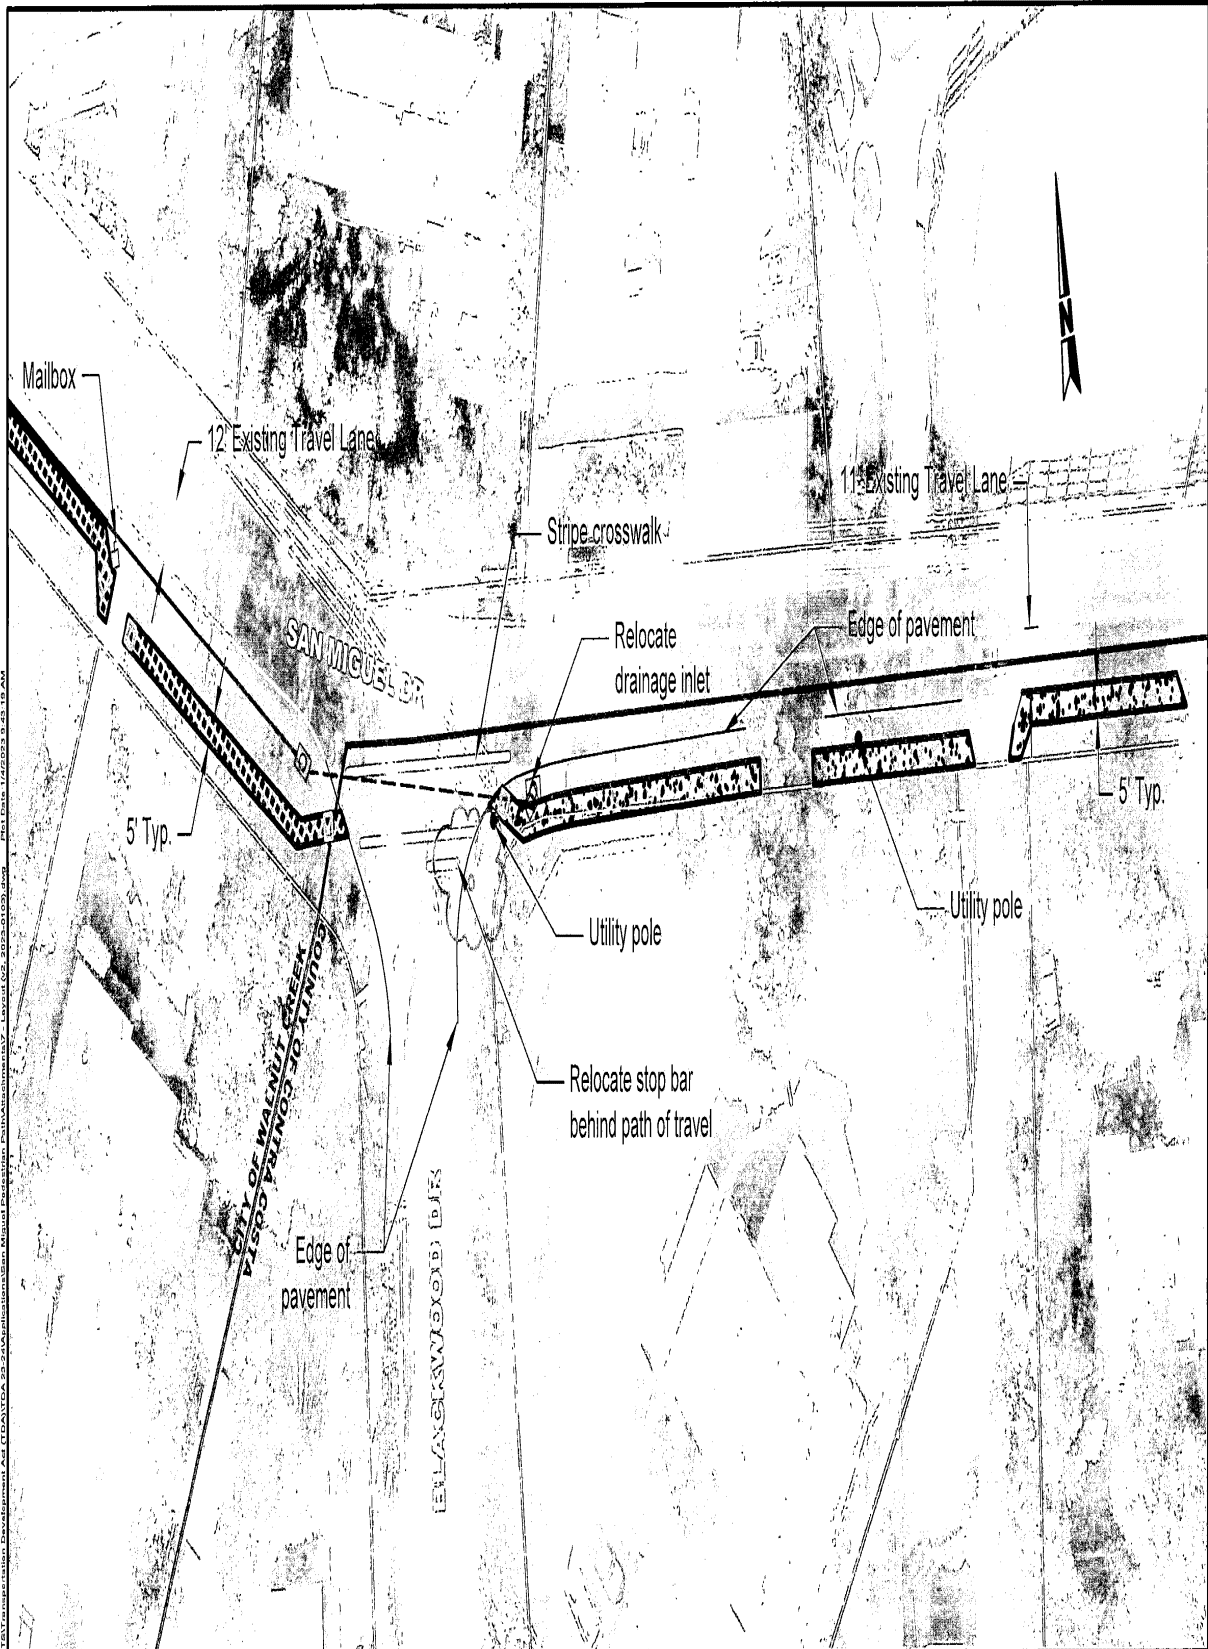 Mailbox
12' Existing Travel Lane
11' Existing Travel Lane
Stripe crosswalk
N
SAN MIGUEL DR
Relocate
drainage inlet
Edge of pavement
5' Typ.
5' Typ.
Utility pole
Utility pole
Relocate stop bar
behind path of travel
COUNTY OF CONTRA COSTA
CITY OF WALNUT CREEK
Edge of
pavement
BLACKWOOD DR